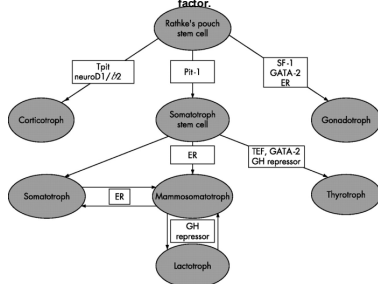 factor.
Rathke's pouch
stem cell
Tpit
neuroD1/β2
Pit-1
SF-1
GATA-2
ER
Corticotroph
Somatotroph
stem cell
Gonadotroph
ER
TEF, GATA-2
GH repressor
Somatotroph
ER
Mammosomatotroph
Thyrotroph
GH
repressor
Lactotroph